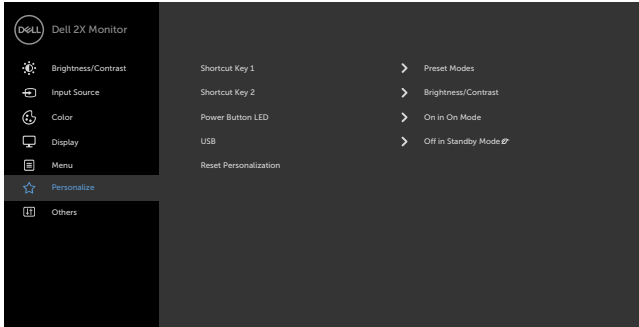 DELL
Dell 2X Monitor
Brightness/Contrast
Input Source
Color
Display
Menu
Personalize
Others
Shortcut Key 1 Preset Modes
Shortcut Key 2 Brightness/Contrast
Power Button LED On in On Mode
USB Off in Standby Mode
Reset Personalization